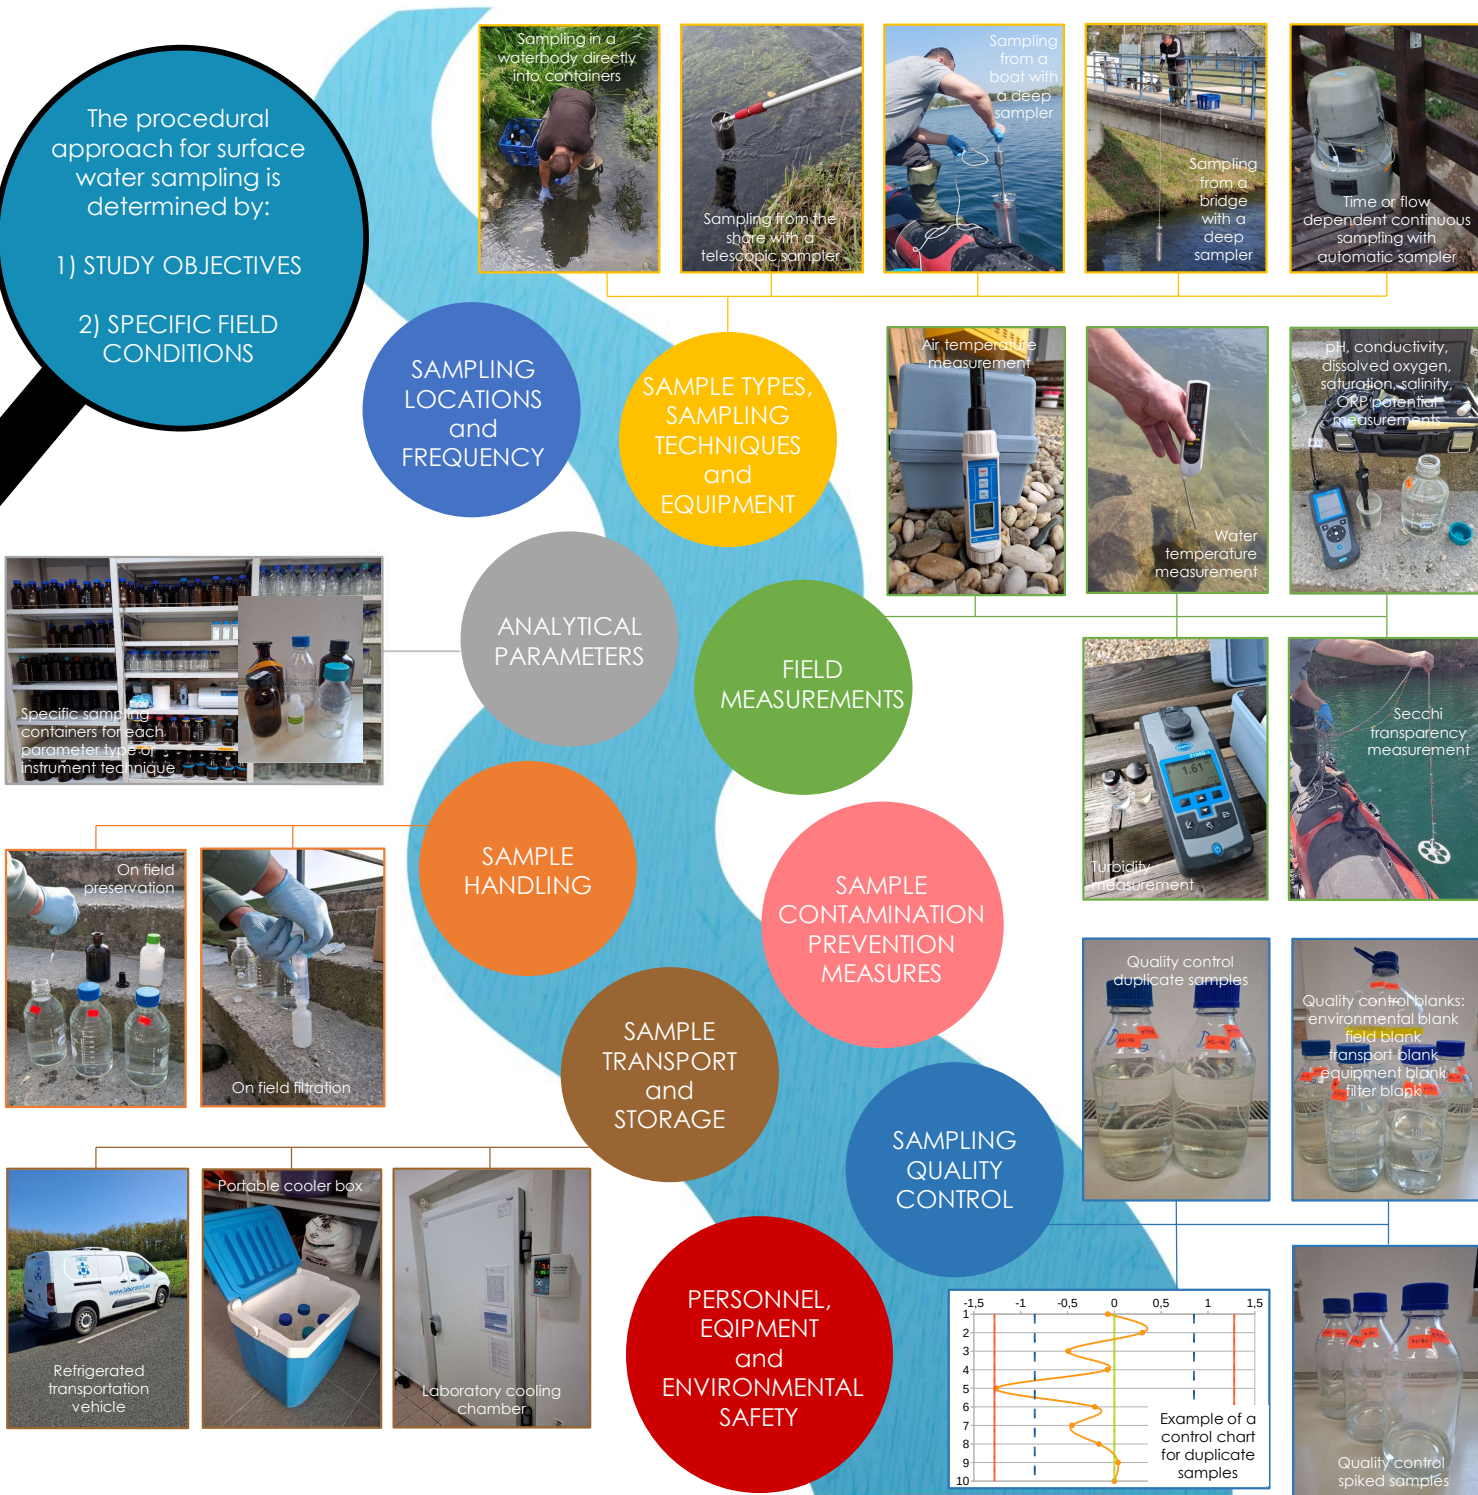 The procedural
approach for surface
water sampling is
determined by:
1) STUDY OBJECTIVES
2) SPECIFIC FIELD
CONDITIONS
Sampling in a
waterbody directly
into containers
Sampling from the
shore with a
telescopic sampler
Sampling
from a
boat with
a deep
sampler
Sampling
from a
bridge
with a
deep
sampler
Time or flow
dependent continuous
sampling with
automatic sampler
SAMPLING
LOCATIONS
and
FREQUENCY
SAMPLE TYPES,
SAMPLING
TECHNIQUES
and
EQUIPMENT
Air temperature
measurement
Water
temperature
measurement
pH, conductivity,
dissolved oxygen,
saturation, salinity,
ORP potential
measurements
ANALYTICAL
PARAMETERS
Specific sampling
containers for each
parameter type or
instrument technique
FIELD
MEASUREMENTS
1.61
Turbidity
measurement
Secchi
transparency
measurement
SAMPLE
HANDLING
On field
preservation
On field filtration
SAMPLE
CONTAMINATION
PREVENTION
MEASURES
SAMPLE
TRANSPORT
and
STORAGE
Quality control
duplicate samples
Quality control blanks:
environmental blank
field blank
transport blank
equipment blank
filter blank
SAMPLING
QUALITY
CONTROL
www.laboratorij.eu
Refrigerated
transportation
vehicle
Portable cooler box
Laboratory cooling
chamber
PERSONNEL,
EQIPMENT
and
ENVIRONMENTAL
SAFETY
-1,5 -1 -0,5 0 0,5 1 1,5
1
2
3
4
5
6
7
8
9
10
Example of a
control chart
for duplicate
samples
Quality control
spiked samples